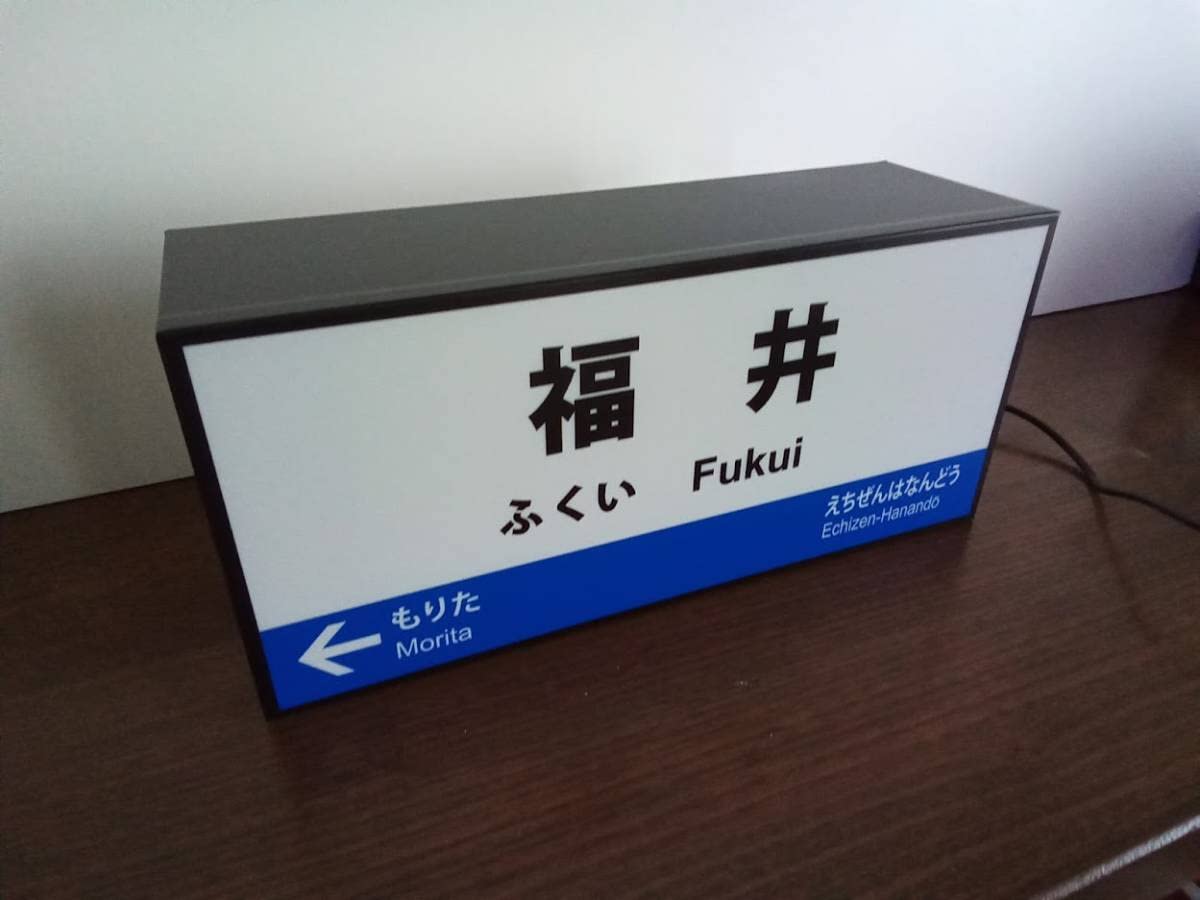 福井
ふくい Fukui
えちぜんはなんどう
Echizen-Hanandō
← もりた
Morita